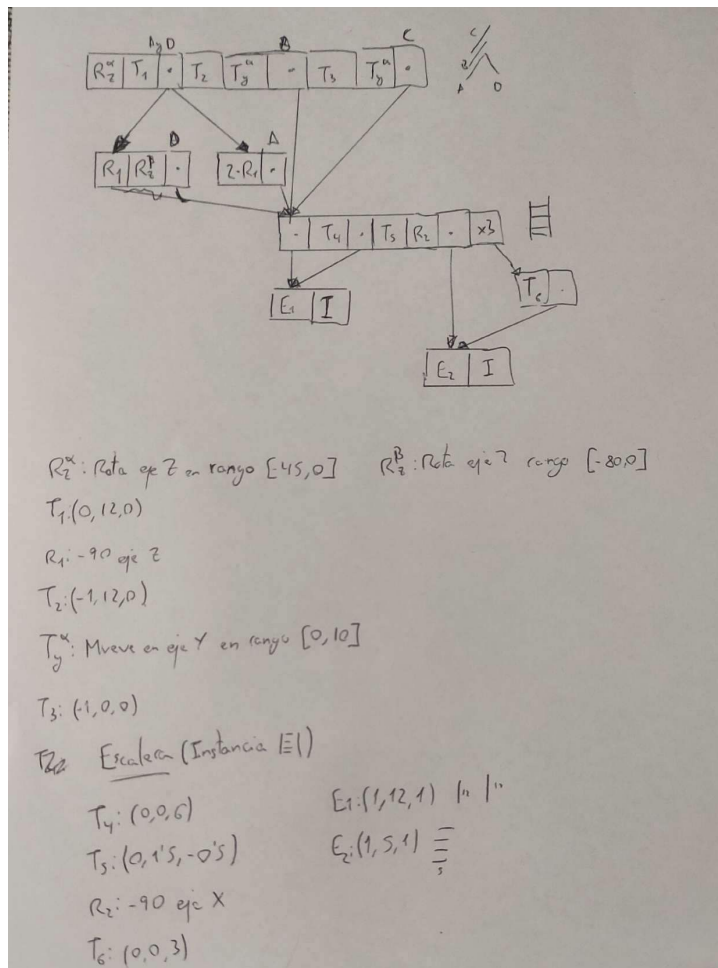 A y D B C
R_z^α T_1 · T_2 T_y^α · T_3 T_y^α · C
B
A D
D A
R_1 R_z^β · 2·R_1 ·
· T_4 · T_5 R_2 · x3
E_1 I T_6 ·
E_2 I
R_z^α: Rota eje Z en rango [-45,0] R_z^β: Rota eje Z rango [-80,0]
T_1:(0,12,0)
R_1: -90 eje Z
T_2:(-1,12,0)
T_y^α: Mueve en eje Y en rango [0,10]
T_3: (-1,0,0)
Escalera (Instancia E1)
T_4: (0,0,6) E_1:(1,12,1)
T_5: (0,1'5,-0'5) E_2:(1,5,1)
R_2: -90 eje X
T_6: (0,0,3)